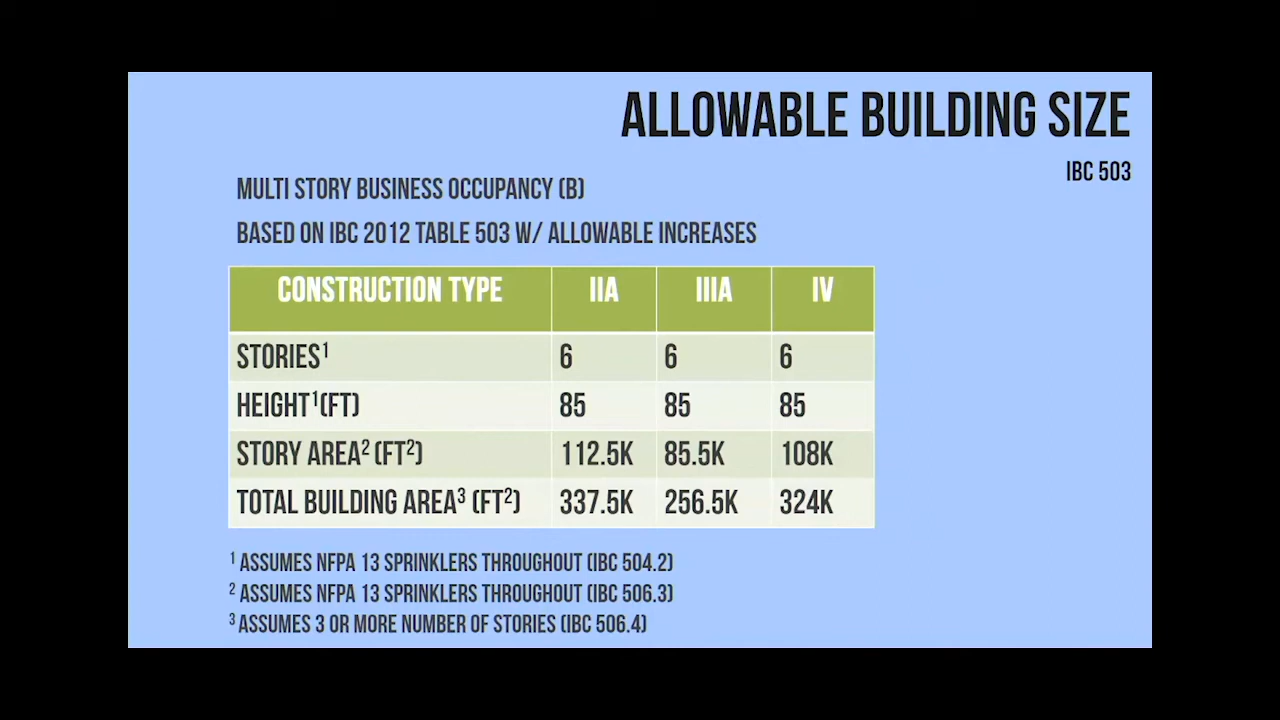 ALLOWABLE BUILDING SIZE
IBC 503
MULTI STORY BUSINESS OCCUPANCY (B)
BASED ON IBC 2012 TABLE 503 W/ ALLOWABLE INCREASES
CONSTRUCTION TYPE IIA IIIA IV
STORIES¹ 6 6 6
HEIGHT¹(FT) 85 85 85
STORY AREA² (FT²) 112.5K 85.5K 108K
TOTAL BUILDING AREA³ (FT²) 337.5K 256.5K 324K
¹ ASSUMES NFPA 13 SPRINKLERS THROUGHOUT (IBC 504.2)
² ASSUMES NFPA 13 SPRINKLERS THROUGHOUT (IBC 506.3)
³ ASSUMES 3 OR MORE NUMBER OF STORIES (IBC 506.4)